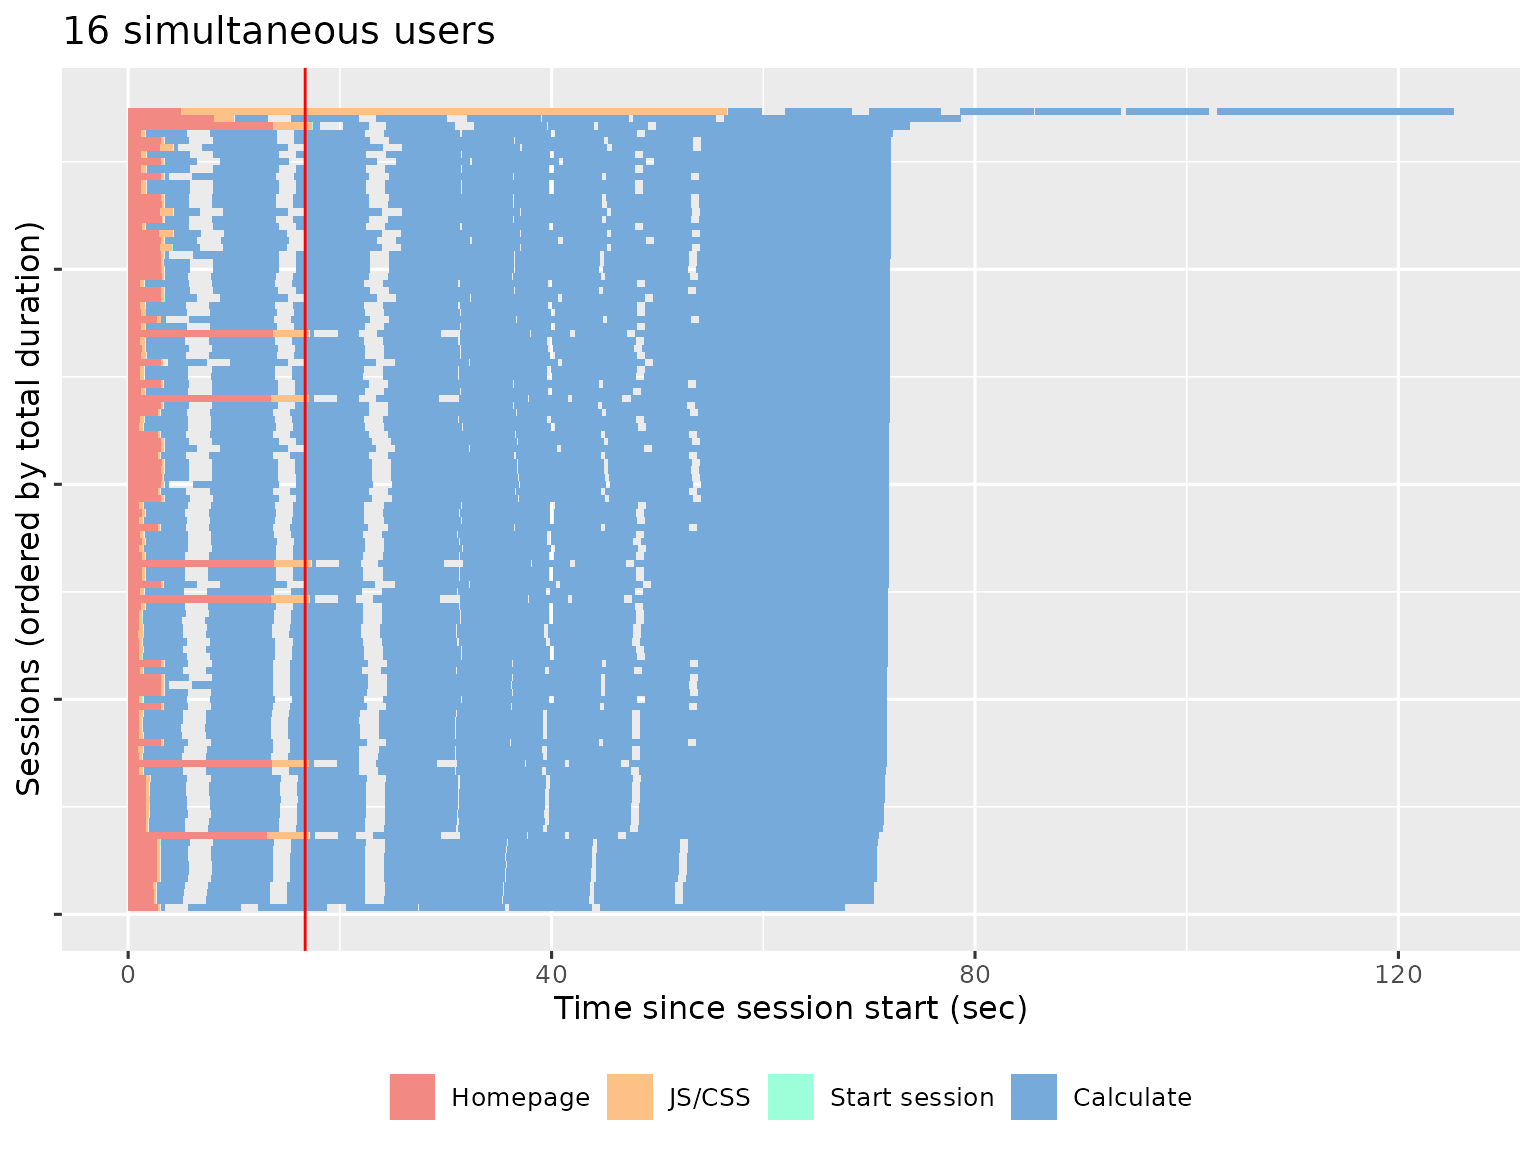 16 simultaneous users
Sessions (ordered by total duration)
0 40 80 120
Time since session start (sec)
Homepage JS/CSS Start session Calculate